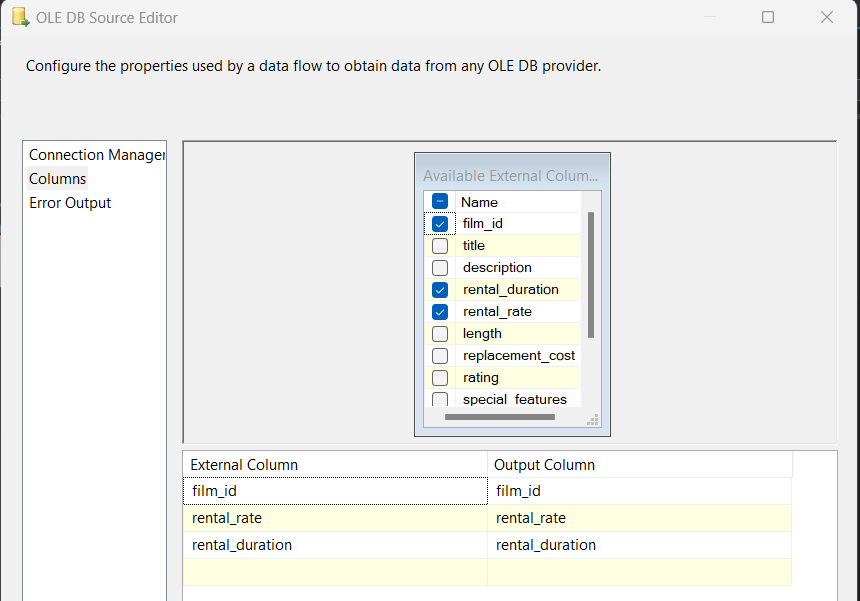 OLE DB Source Editor
Configure the properties used by a data flow to obtain data from any OLE DB provider.
Connection Manager
Columns
Error Output
Available External Colum...
Name
film_id
title
description
rental_duration
rental_rate
length
replacement_cost
rating
special_features
External Column Output Column
film_id film_id
rental_rate rental_rate
rental_duration rental_duration